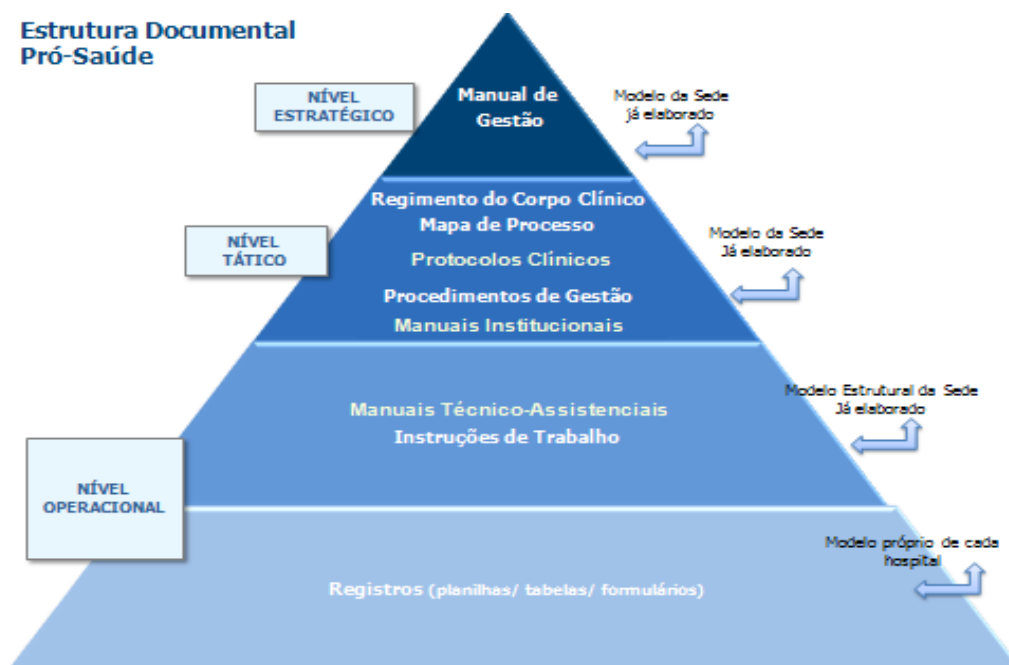 Estrutura Documental
Pró-Saúde
NÍVEL
ESTRATÉGICO
Manual de
Gestão
Modelo da Sede
já elaborado
NÍVEL
TÁTICO
Regimento do Corpo Clínico
Mapa de Processo
Protocolos Clínicos
Procedimentos de Gestão
Manuais Institucionais
Modelo da Sede
Já elaborado
NÍVEL
OPERACIONAL
Manuais Técnico-Assistenciais
Instruções de Trabalho
Modelo Estrutural da Sede
Já elaborado
Registros (planilhas/ tabelas/ formulários)
Modelo próprio de cada
hospital